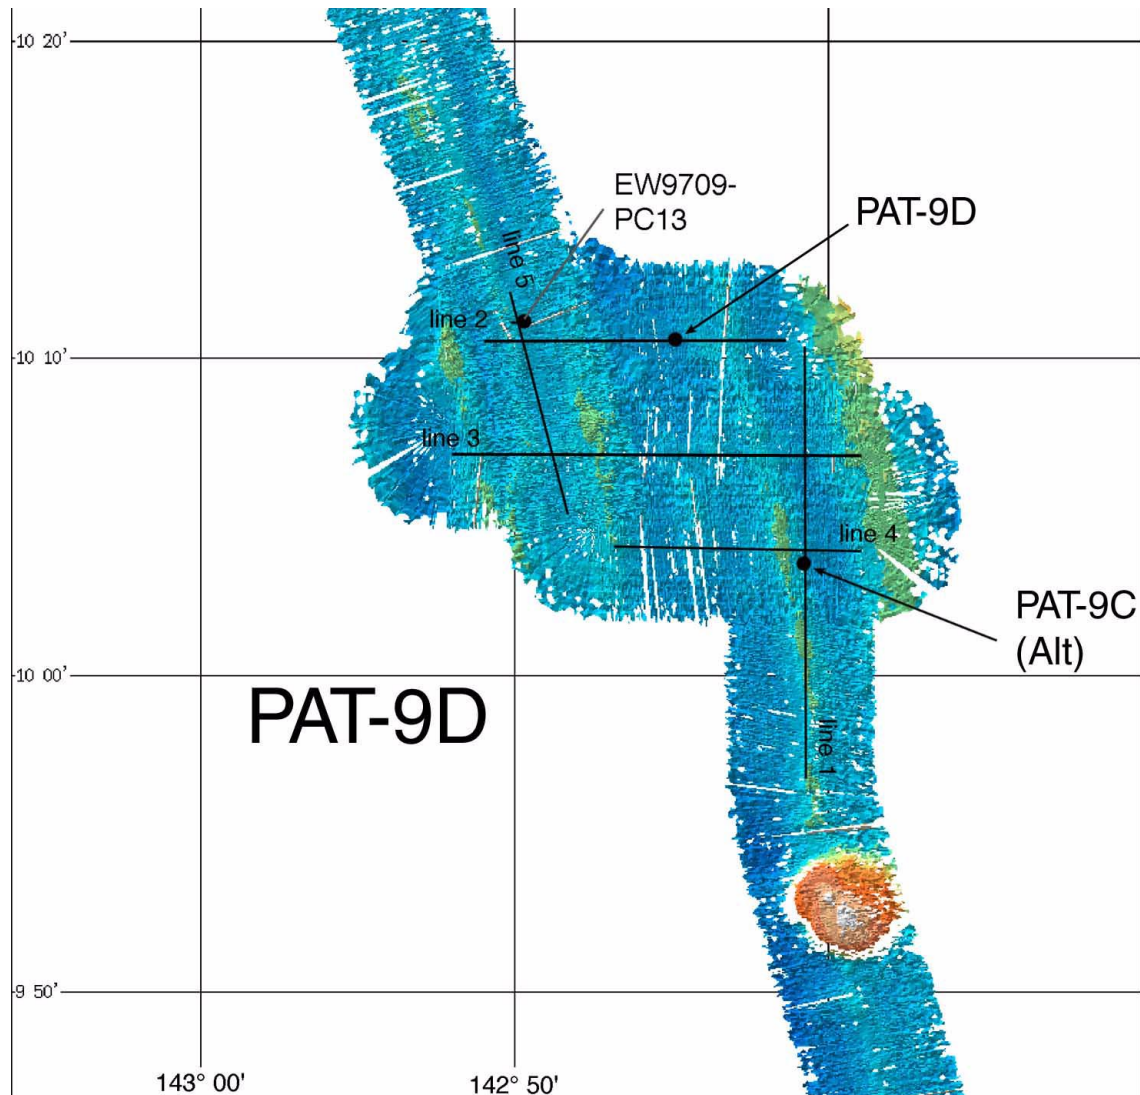 10 20'
EW9709-
PC13
PAT-9D
line 5
line 2
10 10'
line 3
line 4
PAT-9C
(Alt)
10 00'
PAT-9D
line 1
9 50'
143° 00'
142° 50'